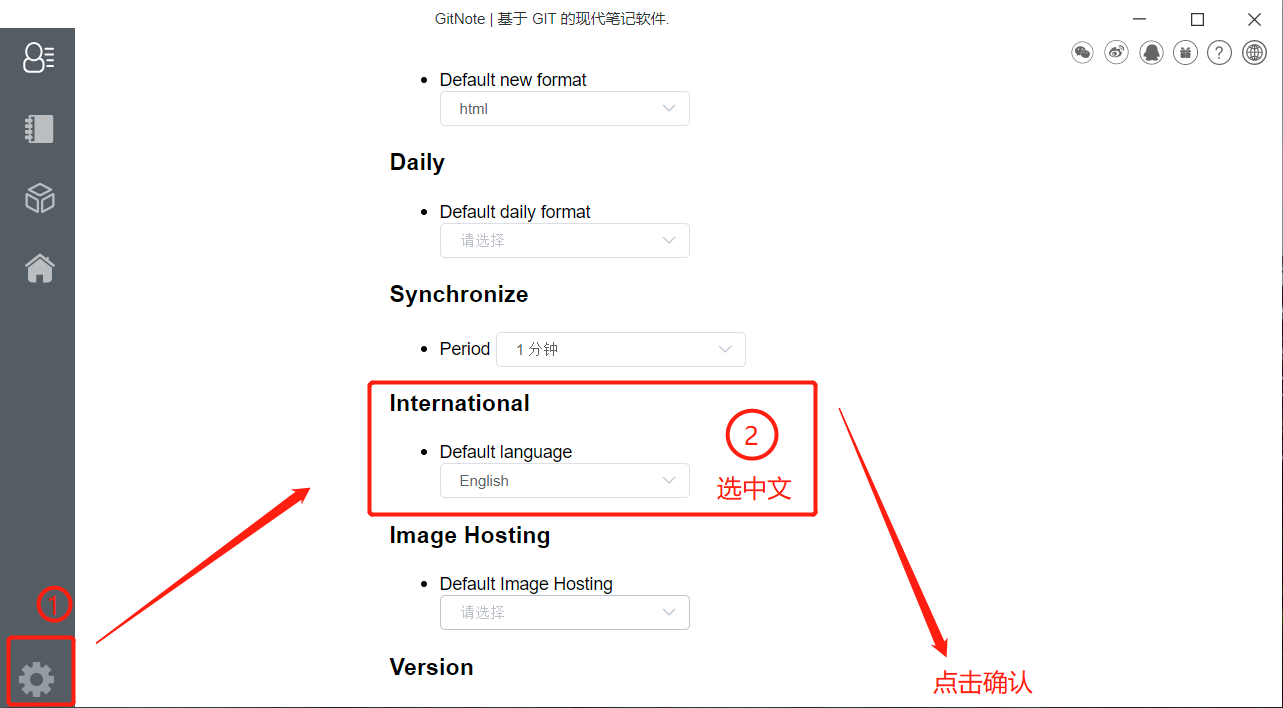 GitNote | 基于 GIT 的现代笔记软件.
Default new format
html
Daily
Default daily format
请选择
Synchronize
Period 1 分钟
International
Default language
2
English
选中文
Image Hosting
Default Image Hosting
1
请选择
Version
点击确认